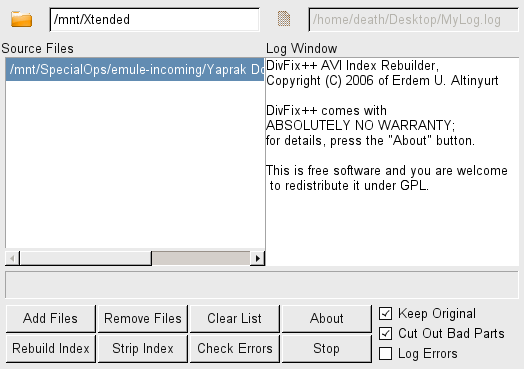 /mnt/Xtended
/home/death/Desktop/MyLog.log
Source Files
Log Window
/mnt/SpecialOps/emule-incoming/Yaprak Do
DivFix++ AVI Index Rebuilder,
Copyright (C) 2006 of Erdem U. Altinyurt
DivFix++ comes with
ABSOLUTELY NO WARRANTY;
for details, press the "About" button.
This is free software and you are welcome
to redistribute it under GPL.
Add Files
Remove Files
Clear List
About
Keep Original
Cut Out Bad Parts
Rebuild Index
Strip Index
Check Errors
Stop
Log Errors